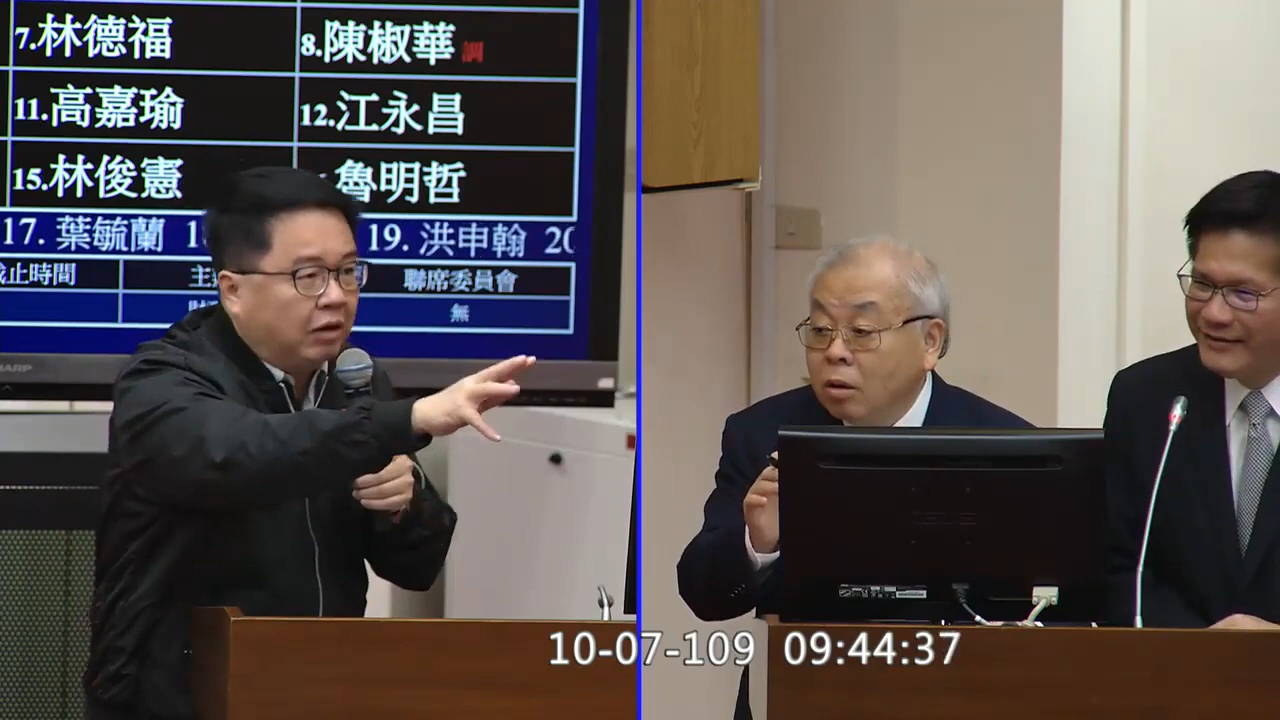 7.林德福 8.陳椒華 調
11.高嘉瑜 12.江永昌
15.林俊憲 魯明哲
17. 葉毓蘭 19. 洪申翰 20
截止時間 聯席委員會
無
10-07-109 09:44:37